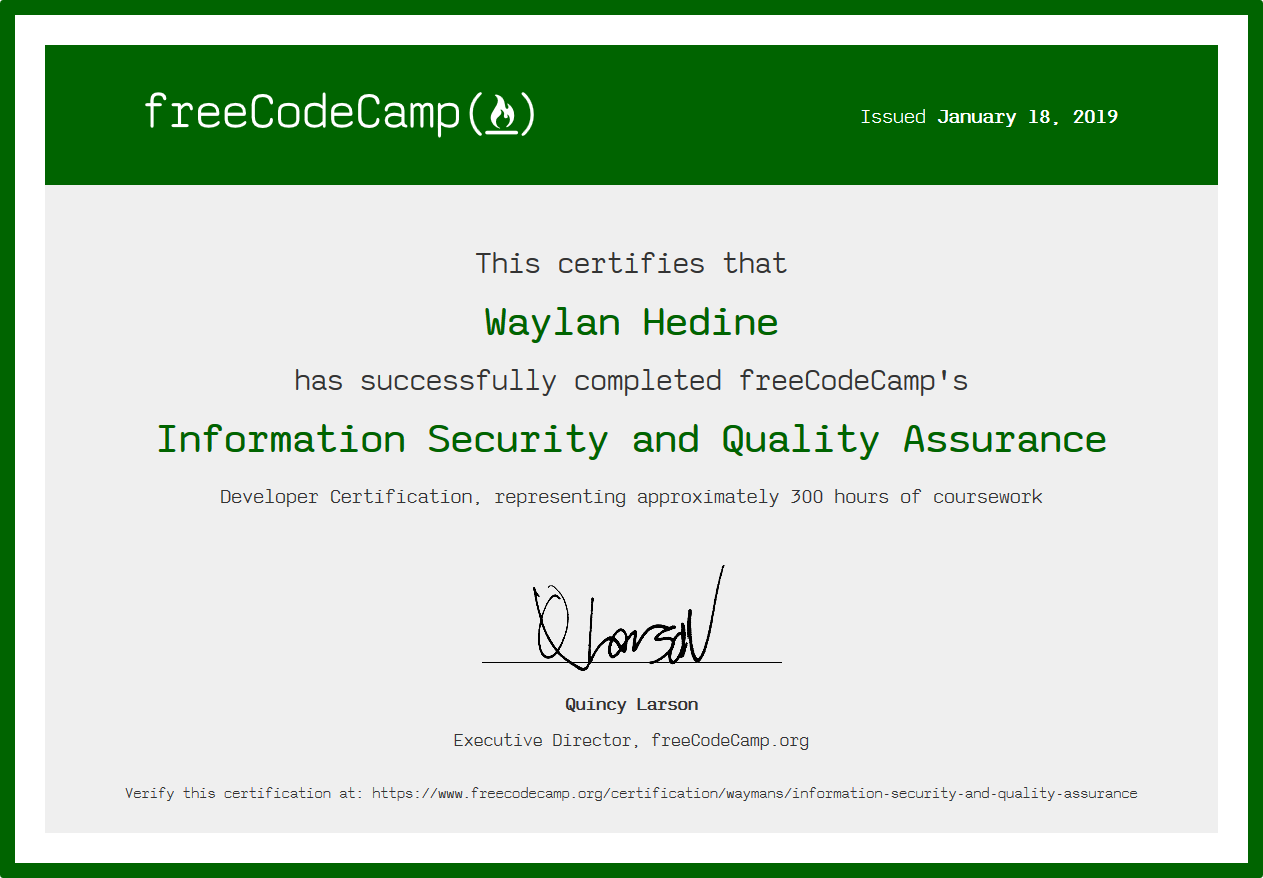 freeCodeCamp(🔥)
Issued January 18, 2019
This certifies that
Waylan Hedine
has successfully completed freeCodeCamp's
Information Security and Quality Assurance
Developer Certification, representing approximately 300 hours of coursework
Q Larson
Quincy Larson
Executive Director, freeCodeCamp.org
Verify this certification at: https://www.freecodecamp.org/certification/waymans/information-security-and-quality-assurance